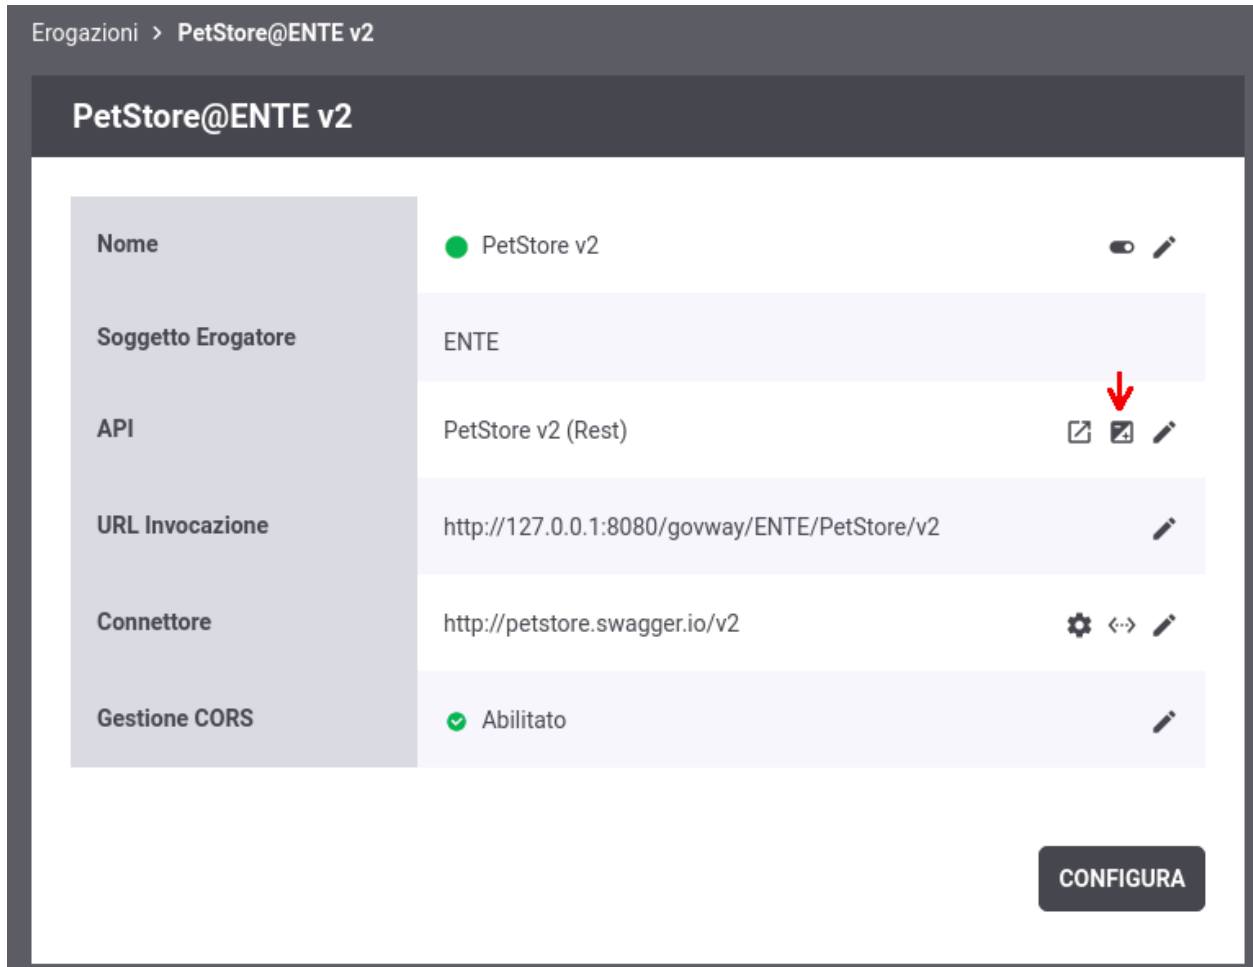 Erogazioni > PetStore@ENTE v2
PetStore@ENTE v2
Nome PetStore v2
Soggetto Erogatore ENTE
API PetStore v2 (Rest)
URL Invocazione http://127.0.0.1:8080/govway/ENTE/PetStore/v2
Connettore http://petstore.swagger.io/v2
Gestione CORS Abilitato
CONFIGURA